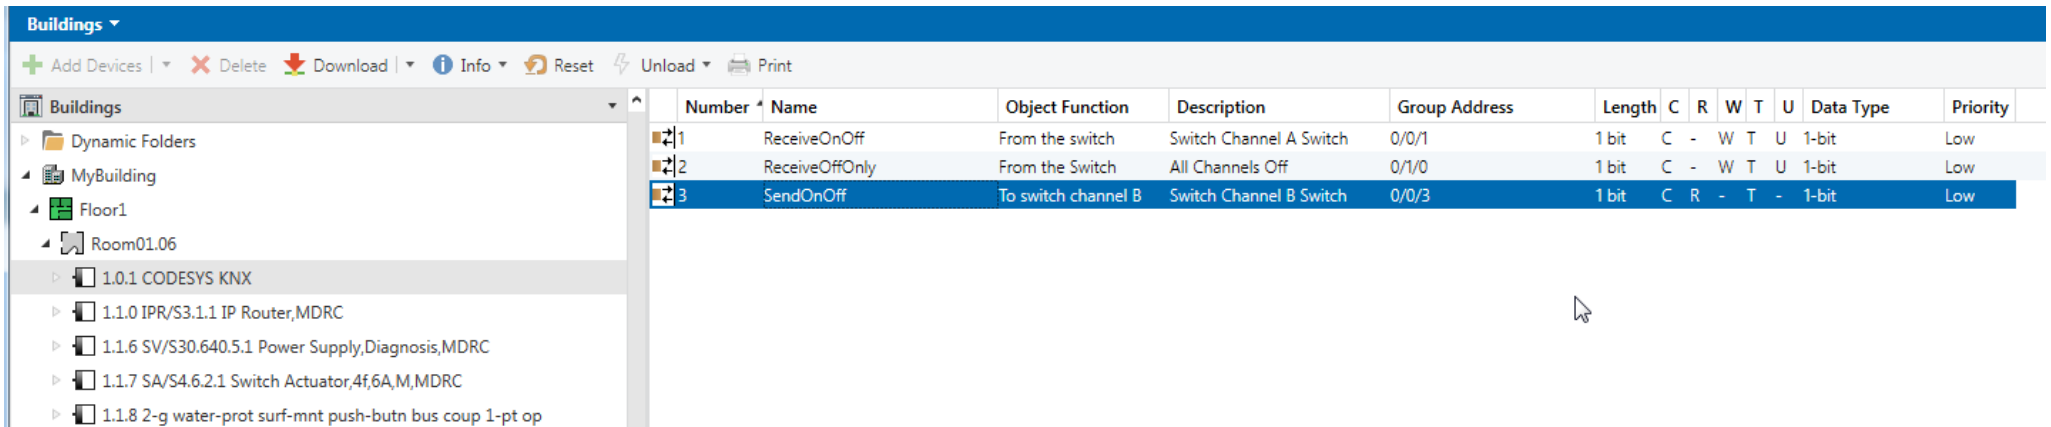 Buildings
Add Devices Delete Download Info Reset Unload Print
Buildings
Dynamic Folders
MyBuilding
Floor1
Room01.06
1.0.1 CODESYS KNX
1.1.0 IPR/S3.1.1 IP Router,MDRC
1.1.6 SV/S30.640.5.1 Power Supply,Diagnosis,MDRC
1.1.7 SA/S4.6.2.1 Switch Actuator,4f,6A,M,MDRC
1.1.8 2-g water-prot surf-mnt push-butn bus coup 1-pt op
Number Name Object Function Description Group Address Length C R W T U Data Type Priority
1 ReceiveOnOff From the switch Switch Channel A Switch 0/0/1 1 bit C - W T U 1-bit Low
2 ReceiveOffOnly From the Switch All Channels Off 0/1/0 1 bit C - W T U 1-bit Low
3 SendOnOff To switch channel B Switch Channel B Switch 0/0/3 1 bit C R - T - 1-bit Low